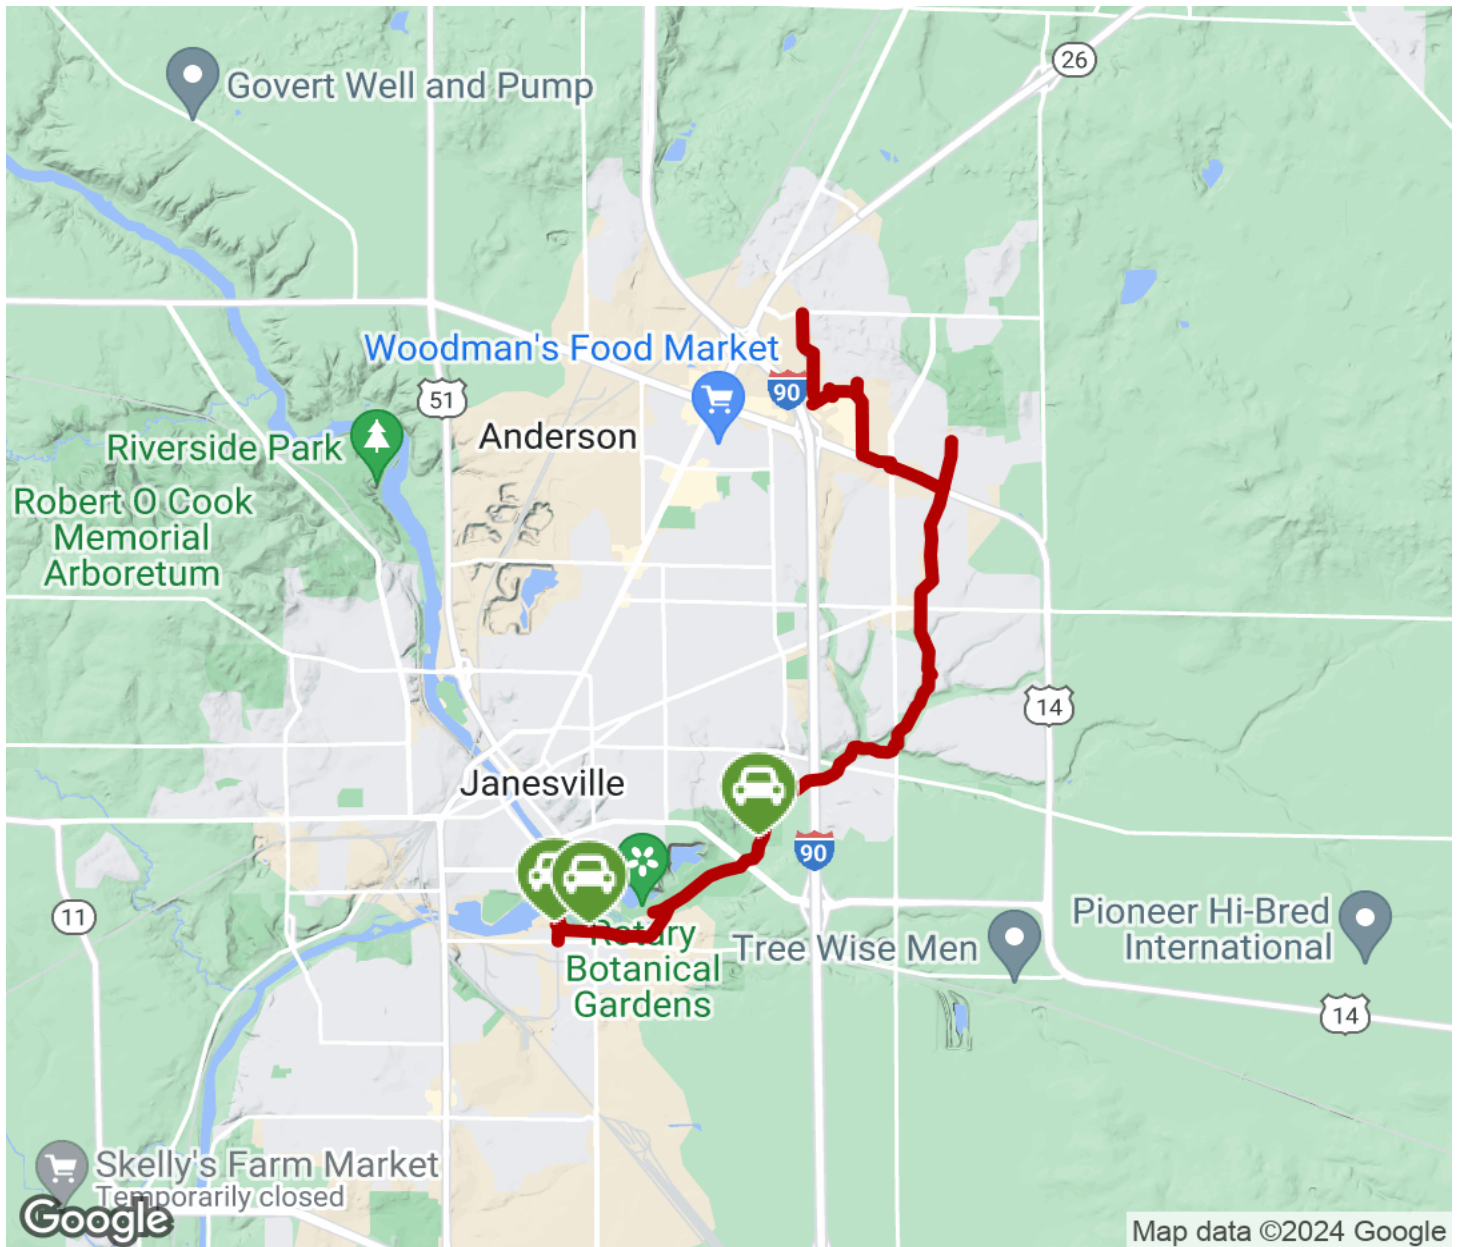 26
Govert Well and Pump
Woodman's Food Market
90
51
Anderson
Riverside Park
Robert O Cook
Memorial
Arboretum
14
Janesville
90
11
Rotary
Botanical
Gardens
Tree Wise Men
Pioneer Hi-Bred
International
14
Skelly's Farm Market
Temporarily closed
Google
Map data ©2024 Google